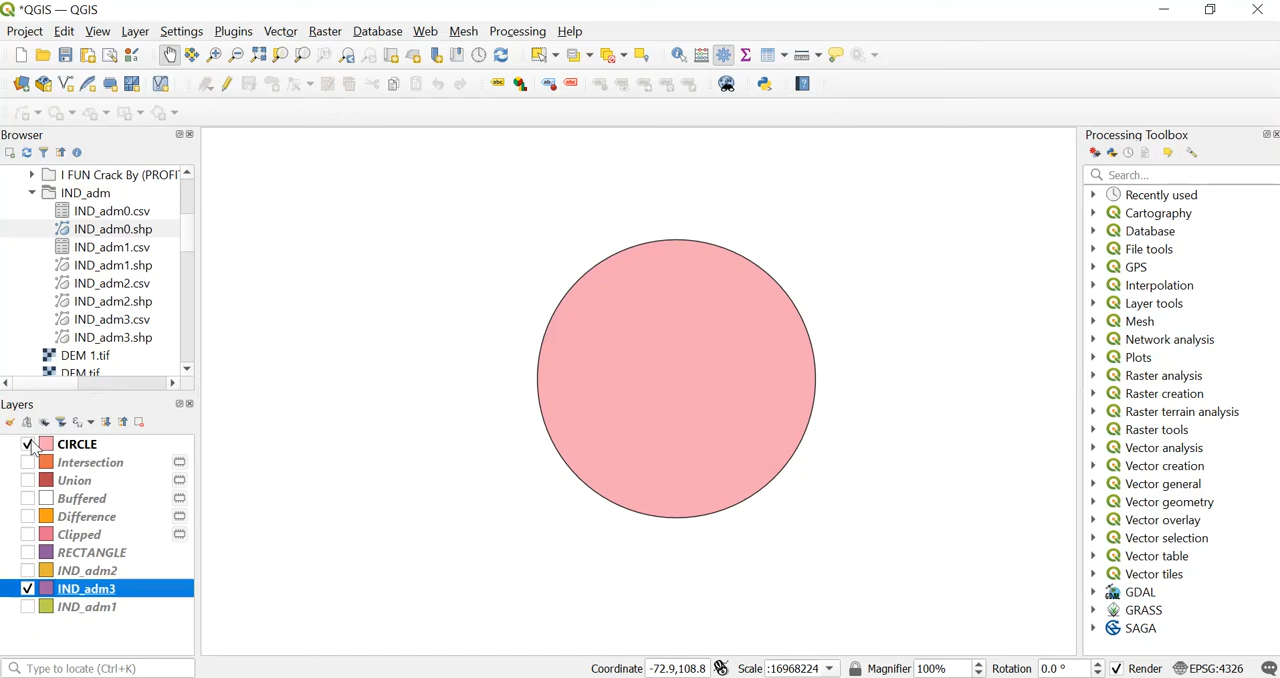 *QGIS — QGIS
Project Edit View Layer Settings Plugins Vector Raster Database Web Mesh Processing Help
Browser
I FUN Crack By (PROFI
IND_adm
IND_adm0.csv
IND_adm0.shp
IND_adm1.csv
IND_adm1.shp
IND_adm2.csv
IND_adm2.shp
IND_adm3.csv
IND_adm3.shp
DEM 1.tif
DEM tif
Layers
CIRCLE
Intersection
Union
Buffered
Difference
Clipped
RECTANGLE
IND_adm2
IND_adm3
IND_adm1
Processing Toolbox
Search...
Recently used
Cartography
Database
File tools
GPS
Interpolation
Layer tools
Mesh
Network analysis
Plots
Raster analysis
Raster creation
Raster terrain analysis
Raster tools
Vector analysis
Vector creation
Vector general
Vector geometry
Vector overlay
Vector selection
Vector table
Vector tiles
GDAL
GRASS
SAGA
Type to locate (Ctrl+K)
Coordinate -72.9,108.8 Scale :16968224 Magnifier 100% Rotation 0.0 ° Render EPSG:4326